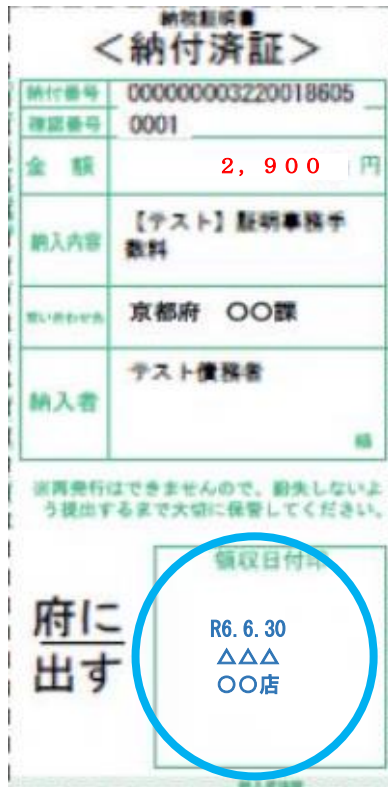 納税証明書
＜納付済証＞
納付番号 000000003220018605
確認番号 0001
金 額 2,900 円
納入内容 【テスト】証明事務手
数料
問い合わせ先 京都府 〇〇課
納入者 テスト債務者
様
※再発行はできませんので、紛失しないよ
う提出するまで大切に保管してください。
領収日付印
府に
出す
R6.6.30
△△△
〇〇店